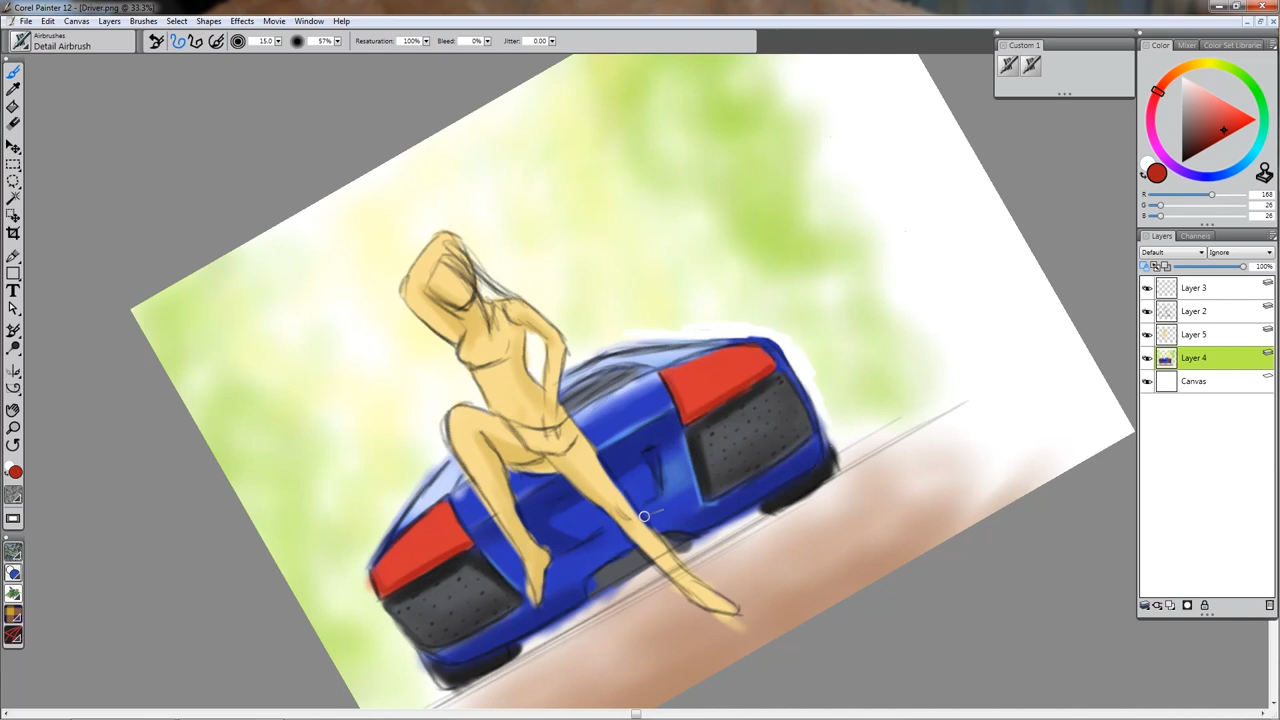 Corel Painter 12 - [Driver.png @ 33.3%]
File Edit Canvas Layers Brushes Select Shapes Effects Movie Window Help
Airbrushes
Detail Airbrush
15.0 57% Resaturation: 100% Bleed: 0% Jitter: 0.00
Custom 1
Color Mixer Color Set Librarie
R 168
G 26
B 26
Layers Channels
Default Ignore
100%
Layer 3
Layer 2
Layer 5
Layer 4
Canvas